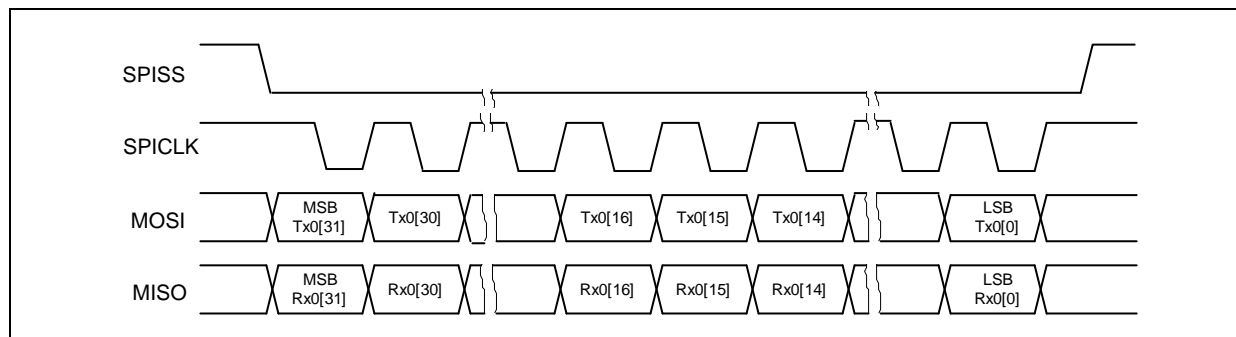 SPISS
SPICLK
MOSI
MSB
Tx0[31]
Tx0[30]
Tx0[16]
Tx0[15]
Tx0[14]
LSB
Tx0[0]
MISO
MSB
Rx0[31]
Rx0[30]
Rx0[16]
Rx0[15]
Rx0[14]
LSB
Rx0[0]